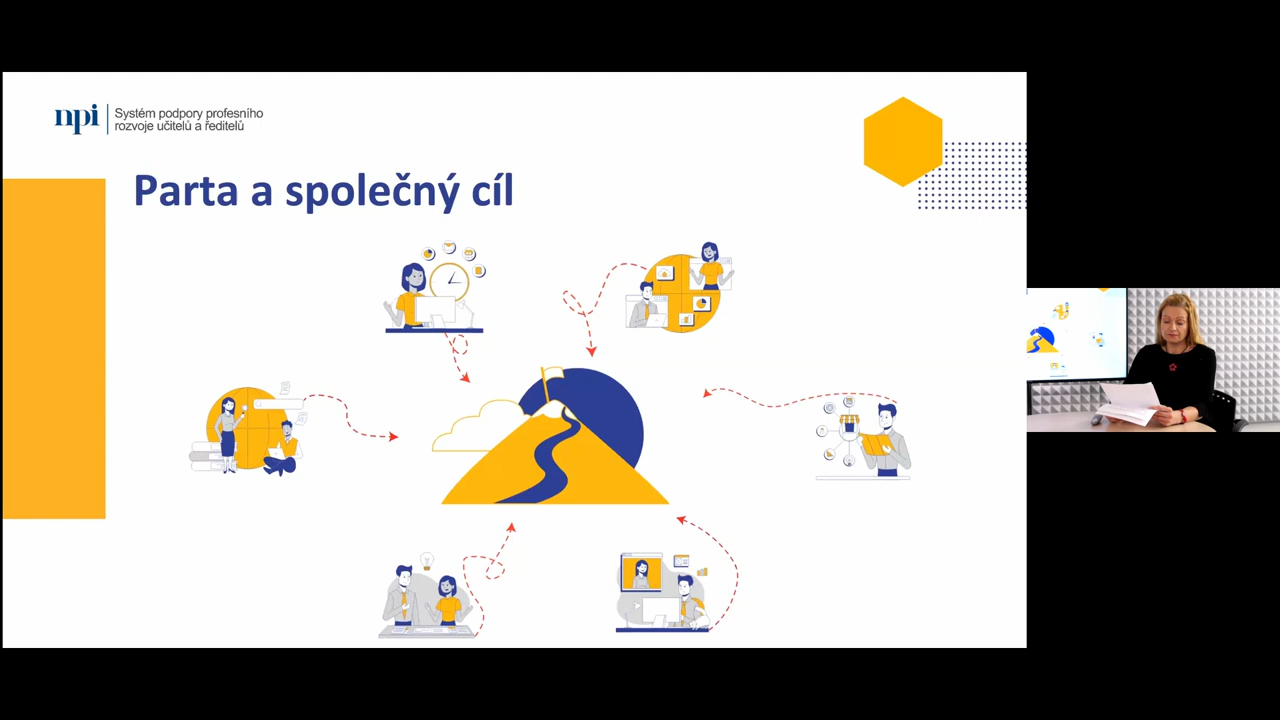 npi
Systém podpory profesního
rozvoje učitelů a ředitelů
Parta a společný cíl